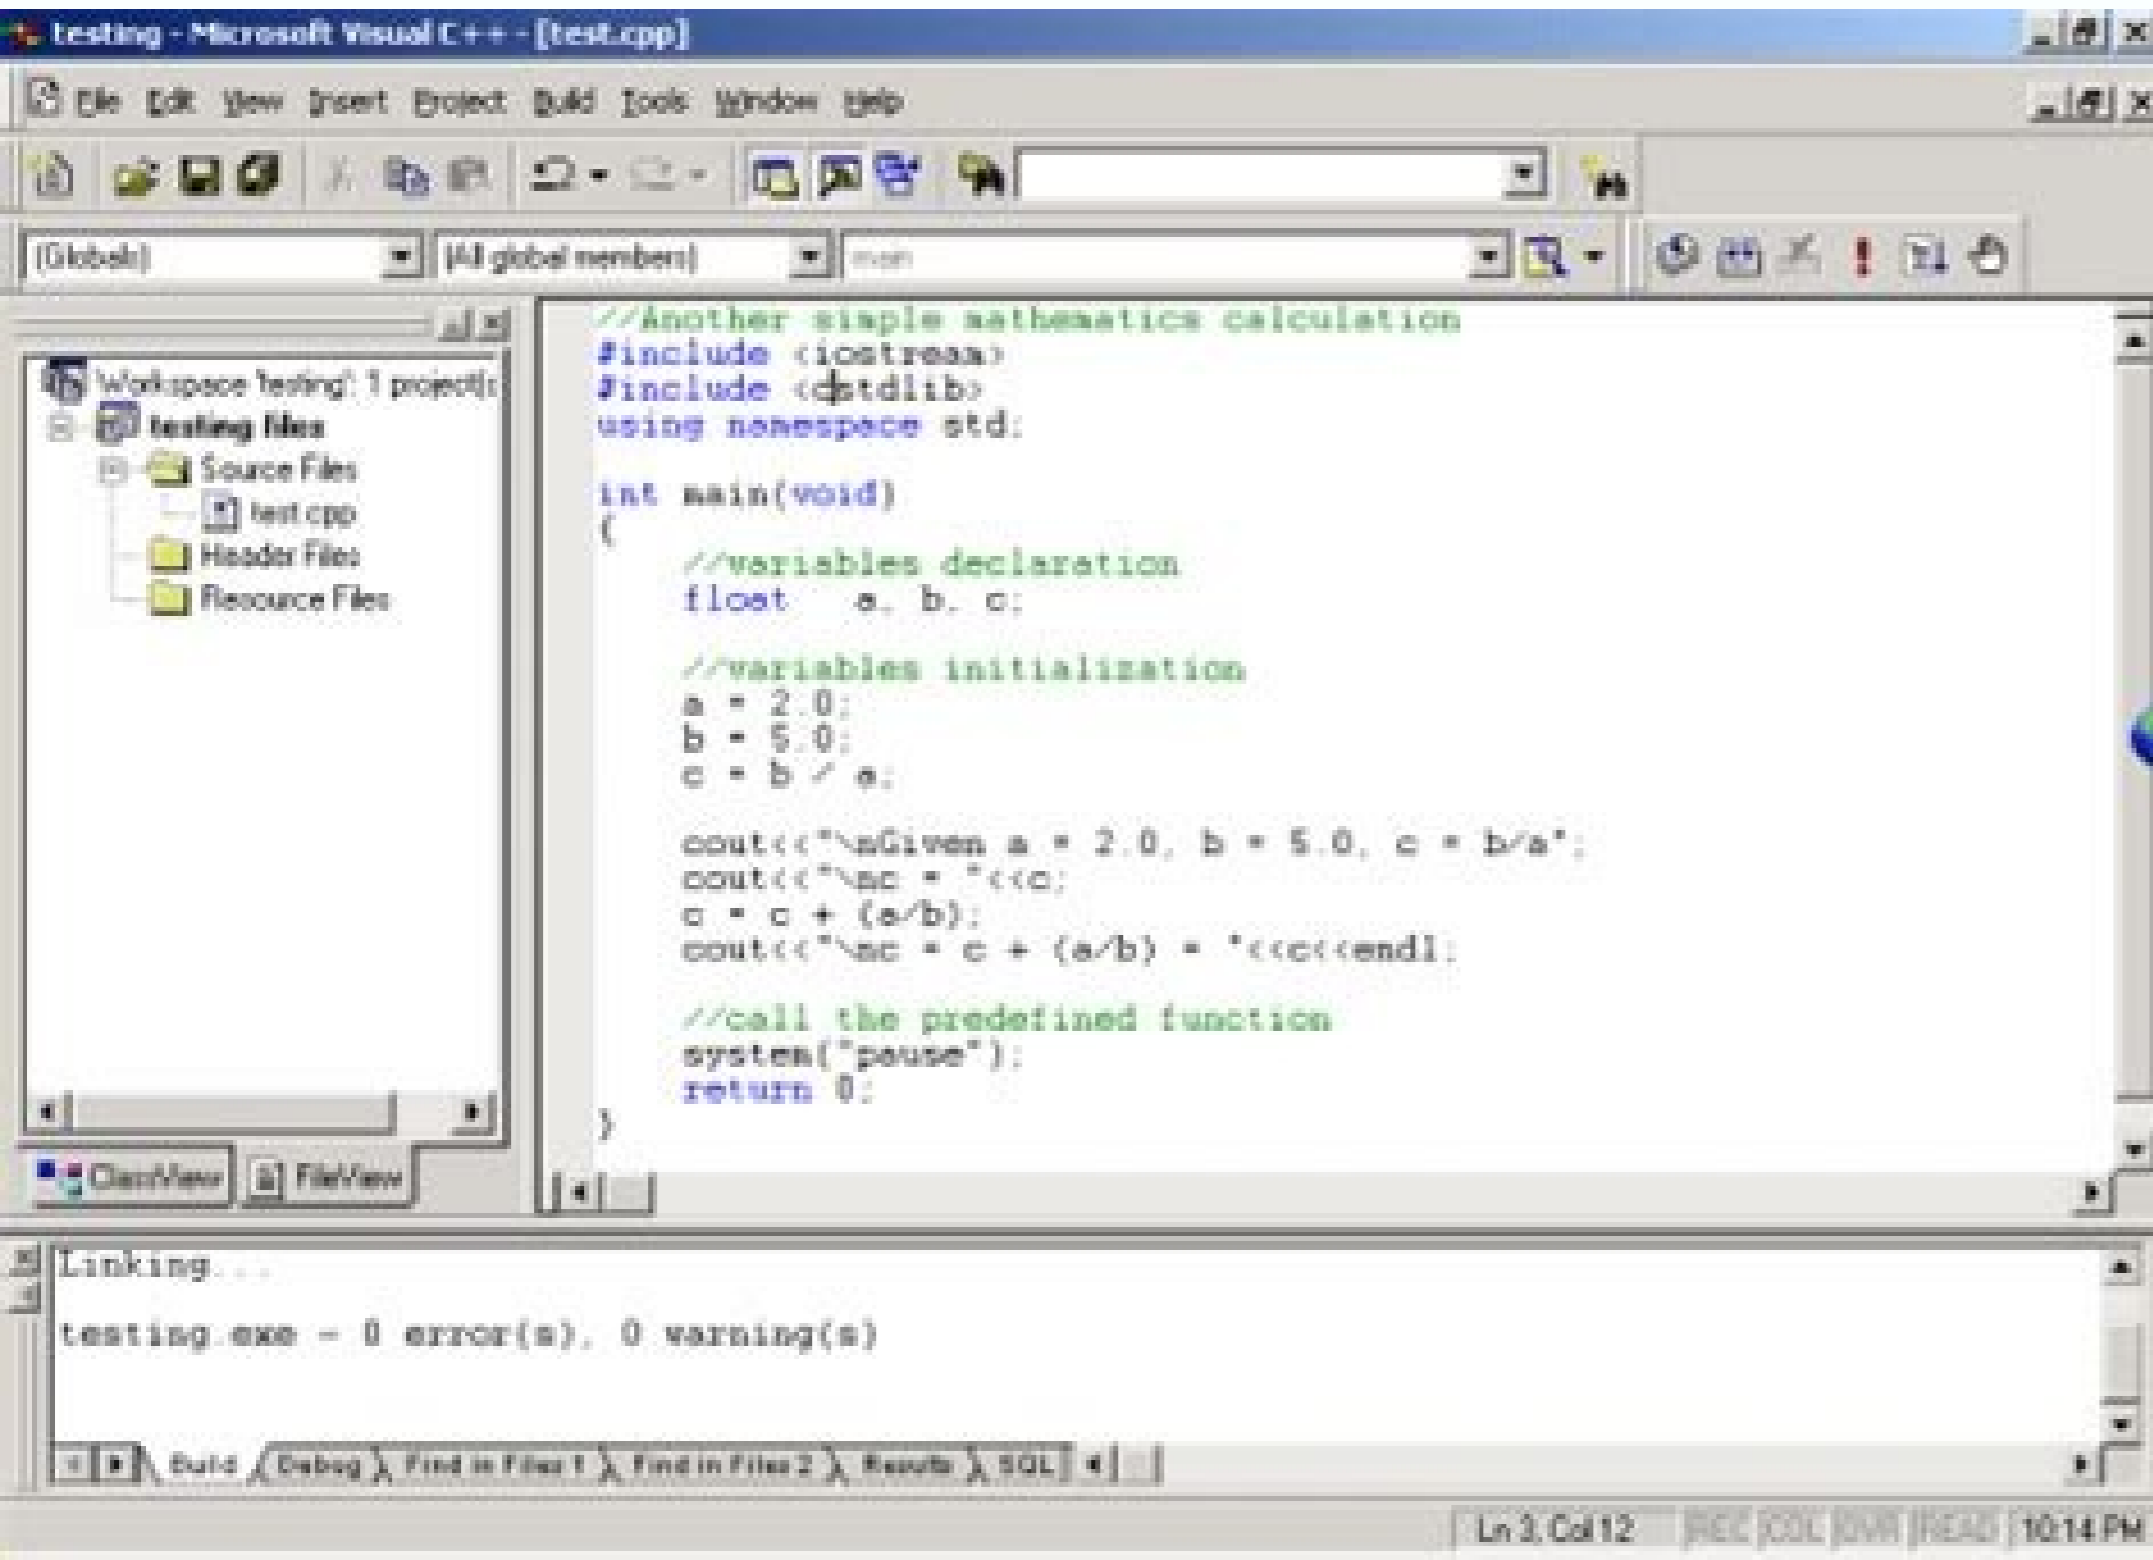 testing - Microsoft Visual C++ - [test.cpp]
File Edit View Insert Project Build Tools Window Help
(Globals) (All global members) main
Workspace 'testing': 1 project(s
testing files
Source Files
test.cpp
Header Files
Resource Files
ClassView FileView
//Another simple mathematics calculation
#include <iostream>
#include <cstdlib>
using namespace std;
int main(void)
{
//variables declaration
float a, b, c;
//variables initialization
a = 2.0;
b = 5.0;
c = b / a;
cout<<"\nGiven a = 2.0, b = 5.0, c = b/a";
cout<<"\nc = "<<c;
c = c + (a/b);
cout<<"\nc = c + (a/b) = "<<c<<endl;
//call the predefined function
system("pause");
return 0;
}
Linking...
testing.exe - 0 error(s), 0 warning(s)
Build Debug Find in Files 1 Find in Files 2 Results SQL
Ln 3, Col 12 REC COL OVR READ 10:14 PM